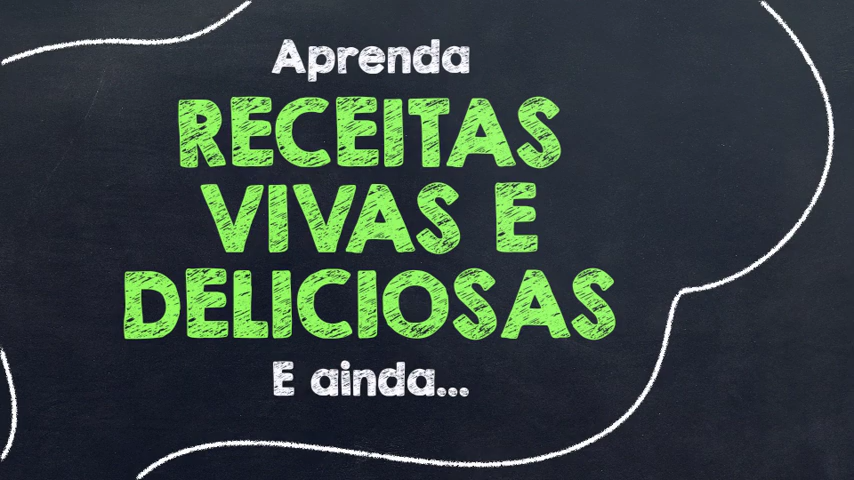 Aprenda
RECEITAS
VIVAS E
DELICIOSAS
E ainda...